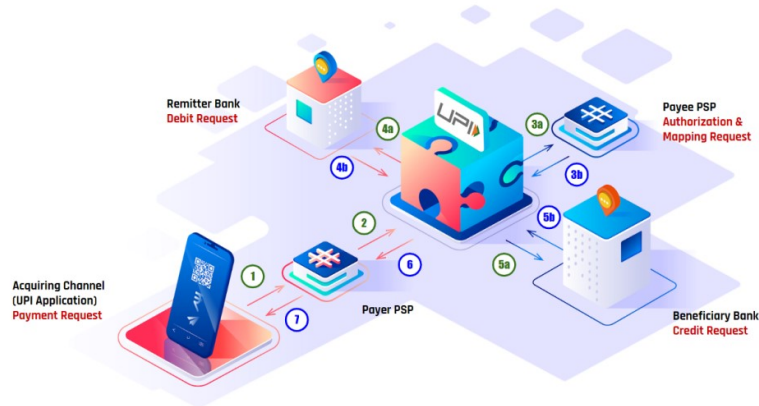 Remitter Bank
Debit Request
4a
4b
UPI
3a
3b
Payee PSP
Authorization &
Mapping Request
2
6
5b
5a
1
7
Acquiring Channel
(UPI Application)
Payment Request
Payer PSP
Beneficiary Bank
Credit Request